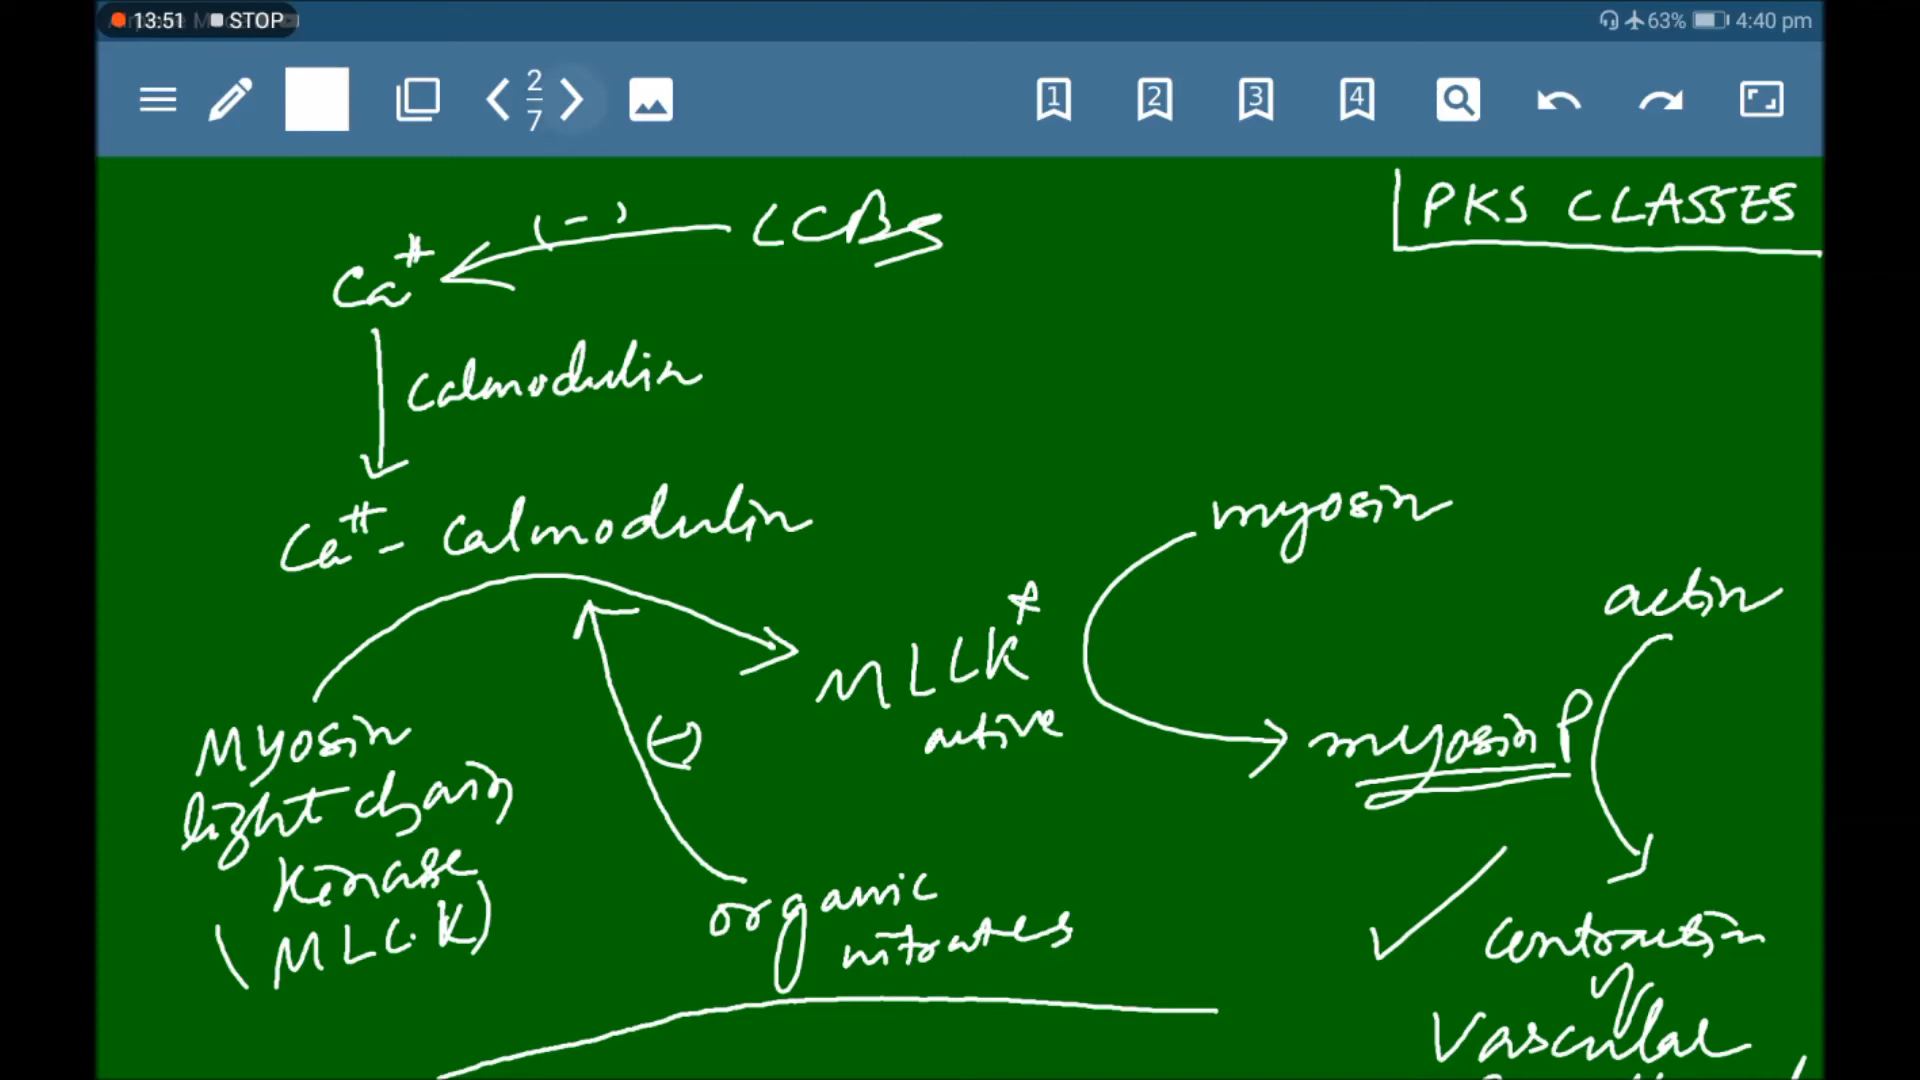 13:51 STOP
63% 4:40 pm
2
7
1 2 3 4
PKS CLASSES
(-) CCBs
Ca++
Calmodulin
Ca++ - Calmodulin
myosin
actin
MLCK*
active
myosin P
Myosin
light chain
Kinase
(MLCK)
(-)
organic
nitrates
✓
Contraction
of
Vascular